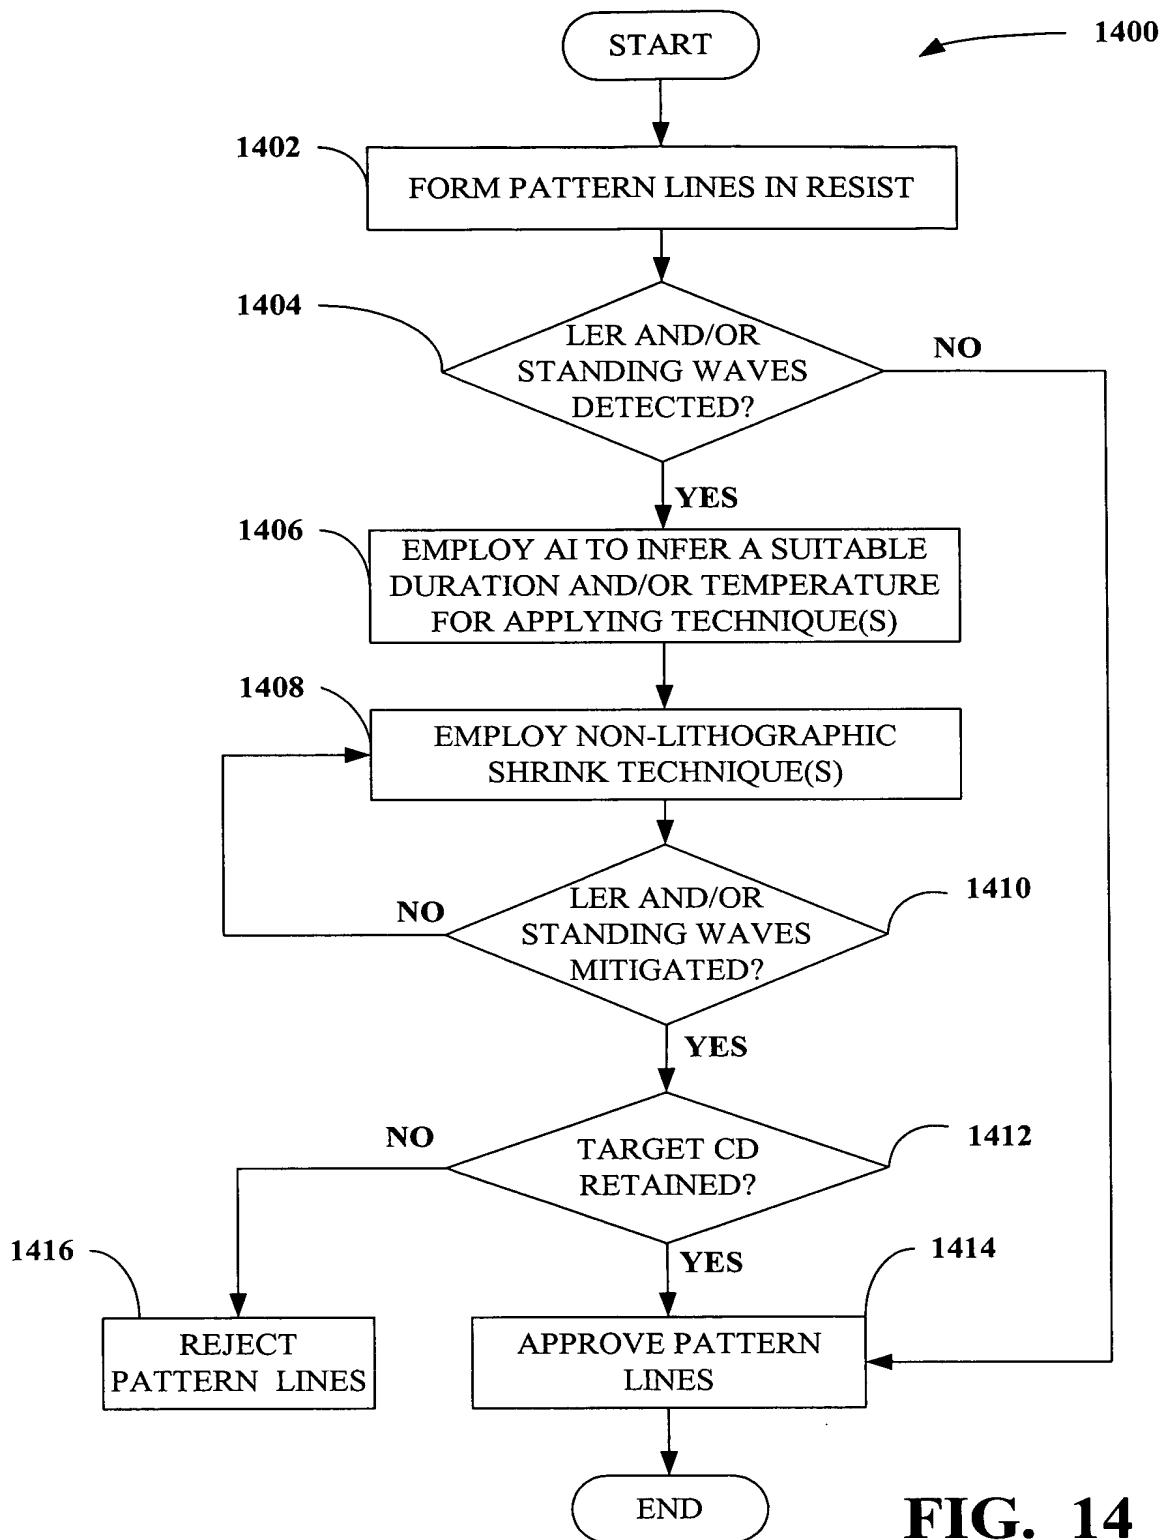 START
1400
1402
FORM PATTERN LINES IN RESIST
1404
LER AND/OR
STANDING WAVES
DETECTED?
NO
YES
1406
EMPLOY AI TO INFER A SUITABLE
DURATION AND/OR TEMPERATURE
FOR APPLYING TECHNIQUE(S)
1408
EMPLOY NON-LITHOGRAPHIC
SHRINK TECHNIQUE(S)
1410
LER AND/OR
STANDING WAVES
MITIGATED?
NO
YES
1412
TARGET CD
RETAINED?
NO
YES
1416
REJECT
PATTERN LINES
1414
APPROVE PATTERN
LINES
END
FIG. 14